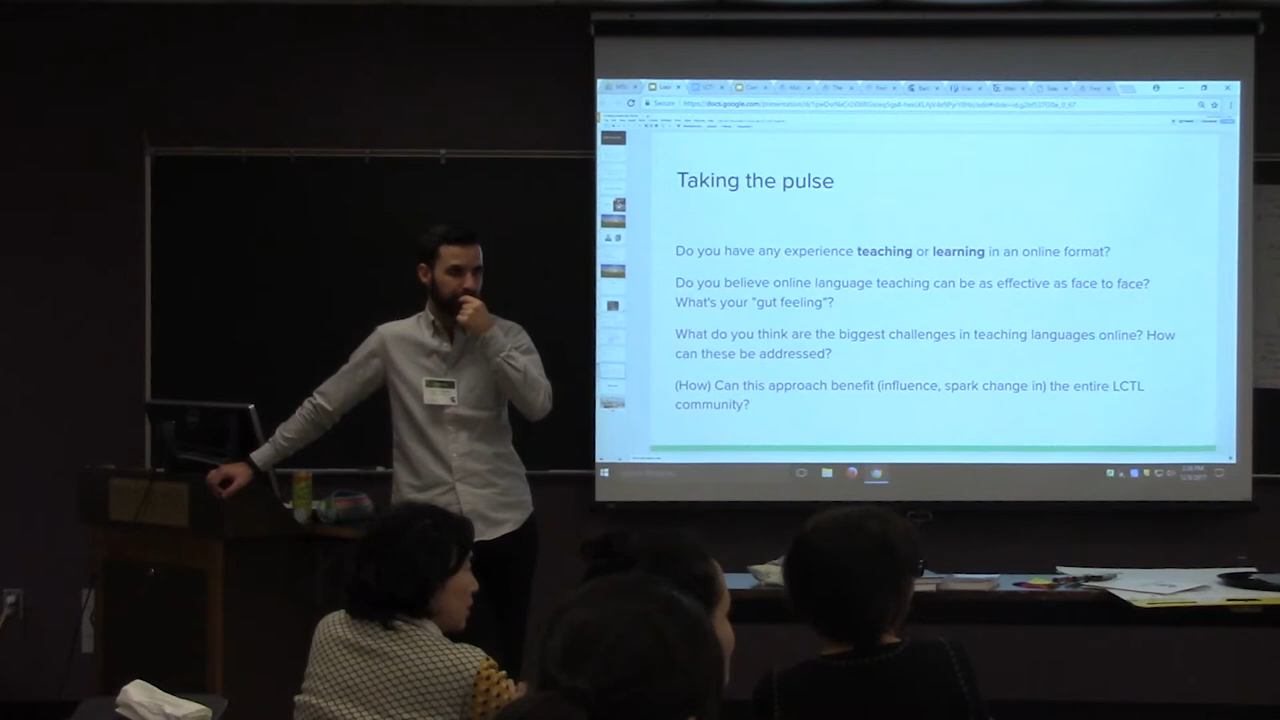 Secure
Taking the pulse
Do you have any experience teaching or learning in an online format?
Do you believe online language teaching can be as effective as face to face?
What's your "gut feeling"?
What do you think are the biggest challenges in teaching languages online? How
can these be addressed?
(How) Can this approach benefit (influence, spark change in) the entire LCTL
community?